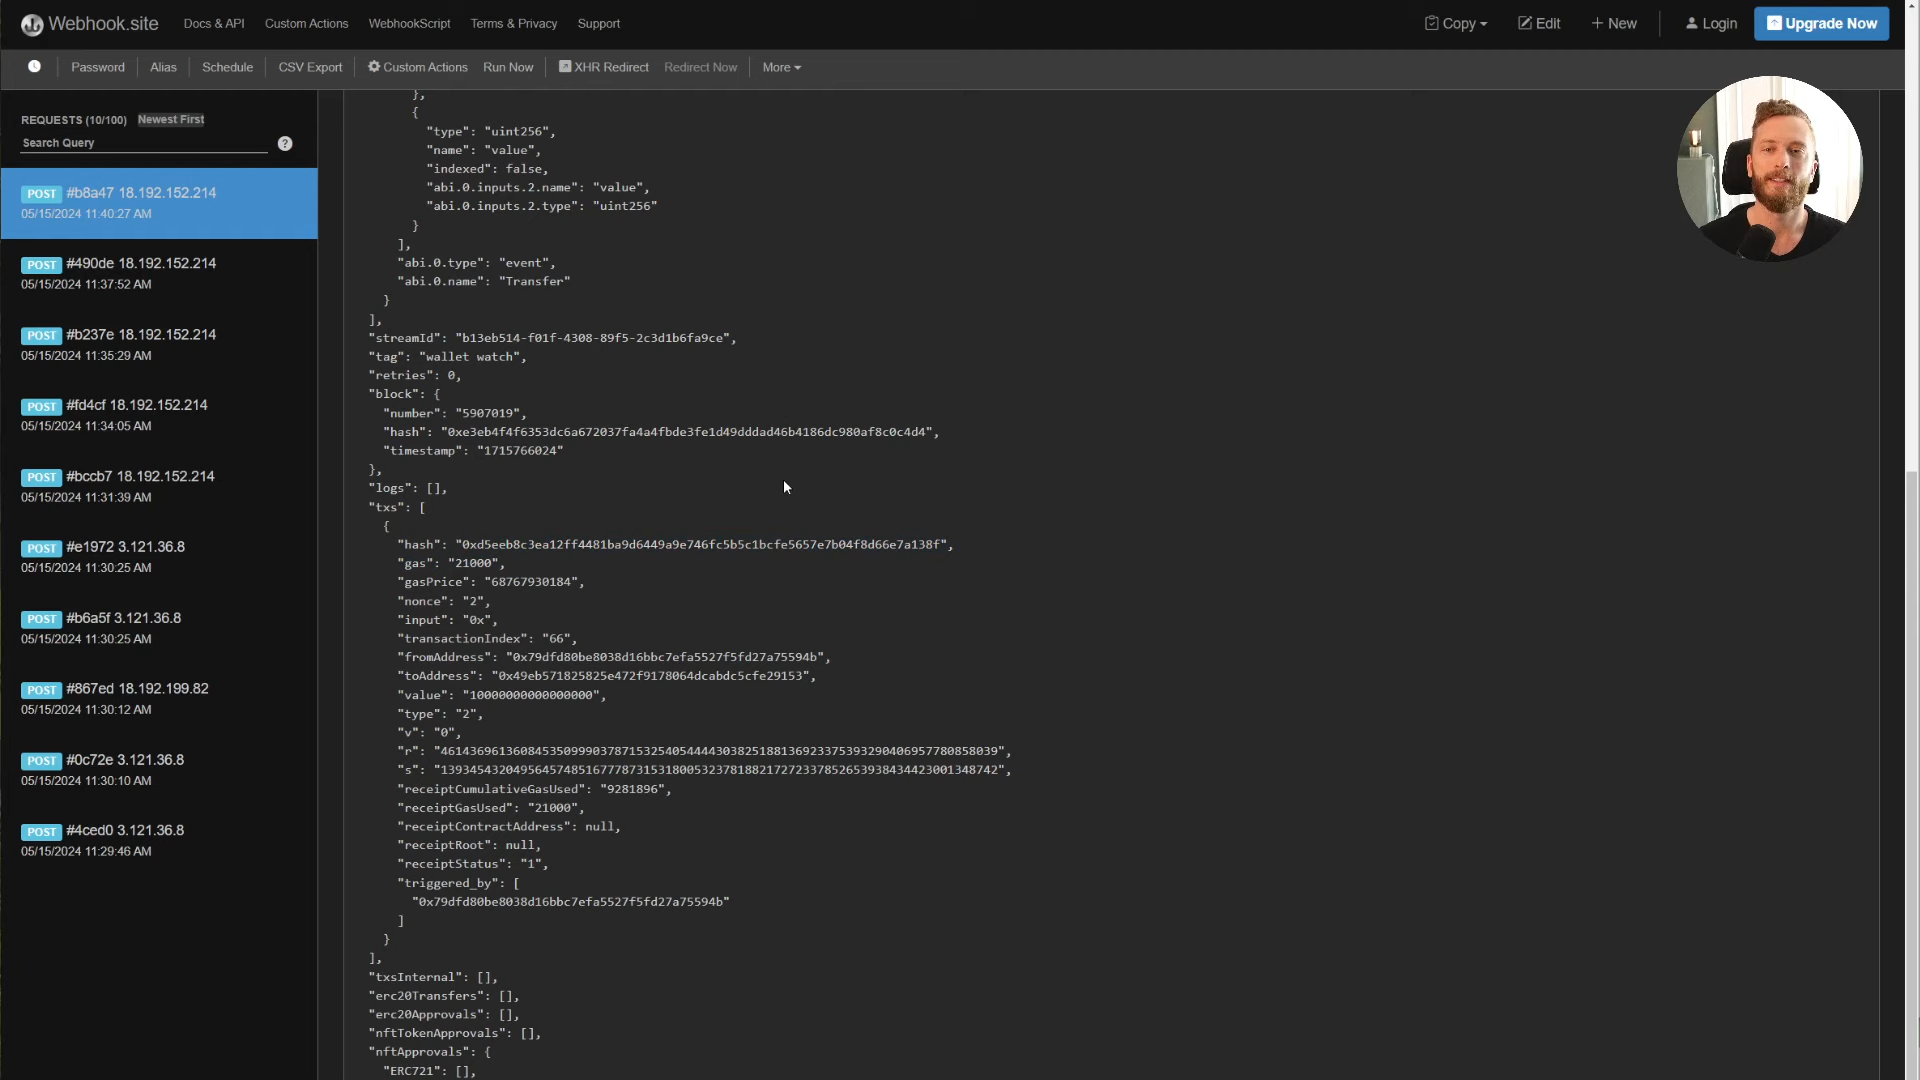 Webhook.site
Docs & API
Custom Actions
WebhookScript
Terms & Privacy
Support
Copy
Edit
New
Login
Upgrade Now
Password
Alias
Schedule
CSV Export
Custom Actions
Run Now
XHR Redirect
Redirect Now
More
REQUESTS (10/100) Newest First
Search Query
?
POST #b8a47 18.192.152.214
05/15/2024 11:40:27 AM
POST #490de 18.192.152.214
05/15/2024 11:37:52 AM
POST #b237e 18.192.152.214
05/15/2024 11:35:29 AM
POST #fd4cf 18.192.152.214
05/15/2024 11:34:05 AM
POST #bccb7 18.192.152.214
05/15/2024 11:31:39 AM
POST #e1972 3.121.36.8
05/15/2024 11:30:25 AM
POST #b6a5f 3.121.36.8
05/15/2024 11:30:25 AM
POST #867ed 18.192.199.82
05/15/2024 11:30:12 AM
POST #0c72e 3.121.36.8
05/15/2024 11:30:10 AM
POST #4ced0 3.121.36.8
05/15/2024 11:29:46 AM
},
{
"type": "uint256",
"name": "value",
"indexed": false,
"abi.0.inputs.2.name": "value",
"abi.0.inputs.2.type": "uint256"
}
],
"abi.0.type": "event",
"abi.0.name": "Transfer"
}
],
"streamId": "b13eb514-f01f-4308-89f5-2c3d1b6fa9ce",
"tag": "wallet watch",
"retries": 0,
"block": {
"number": "5907019",
"hash": "0xe3eb4f4f6353dc6a672037fa4a4fbde3fe1d49dddad46b4186dc980af8c0c4d4",
"timestamp": "1715766024"
},
"logs": [],
"txs": [
{
"hash": "0xd5eeb8c3ea12ff4481ba9d6449a9e746fc5b5c1bcfe5657e7b04f8d66e7a138f",
"gas": "21000",
"gasPrice": "68767930184",
"nonce": "2",
"input": "0x",
"transactionIndex": "66",
"fromAddress": "0x79dfd80be8038d16bbc7efa5527f5fd27a75594b",
"toAddress": "0x49eb571825825e472f9178064dcabdc5cfe29153",
"value": "10000000000000000",
"type": "2",
"v": "0",
"r": "46143696136084535099903787153254054444303825188136923375393290406957780858039",
"s": "13934543204956457485167778731531800532378188217272337852653938434423001348742",
"receiptCumulativeGasUsed": "9281896",
"receiptGasUsed": "21000",
"receiptContractAddress": null,
"receiptRoot": null,
"receiptStatus": "1",
"triggered_by": [
"0x79dfd80be8038d16bbc7efa5527f5fd27a75594b"
]
}
],
"txsInternal": [],
"erc20Transfers": [],
"erc20Approvals": [],
"nftTokenApprovals": [],
"nftApprovals": {
"ERC721": [],